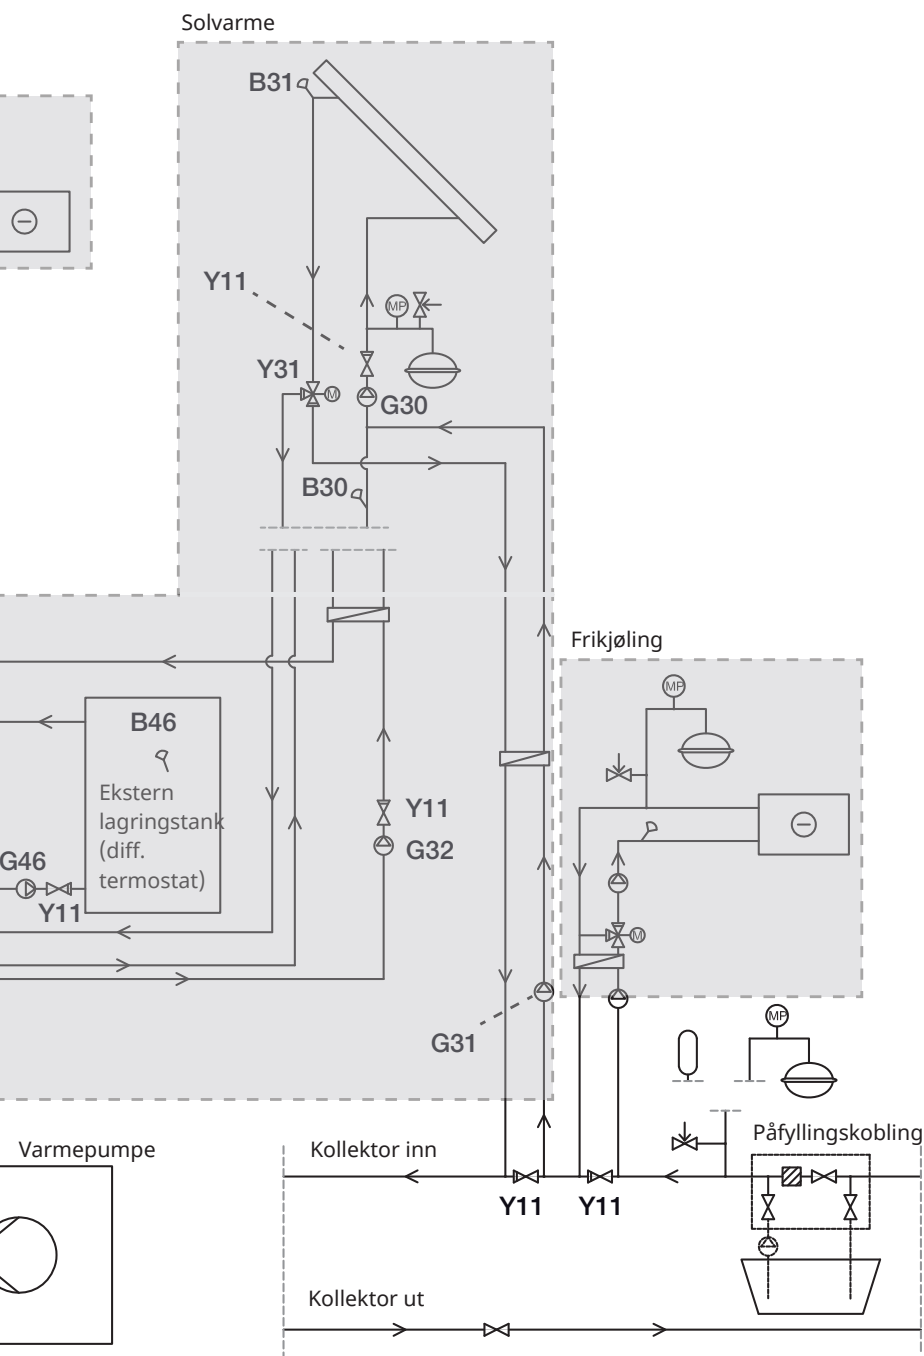 Solvarme
B31
Y11
MP
Y31
M
G30
B30
Frikjøling
MP
B46
Ekstern
lagringstank
(diff.
termostat)
Y11
G32
G46
Y11
M
G31
MP
Varmepumpe
Kollektor inn
Påfyllingskobling
Y11
Y11
Kollektor ut